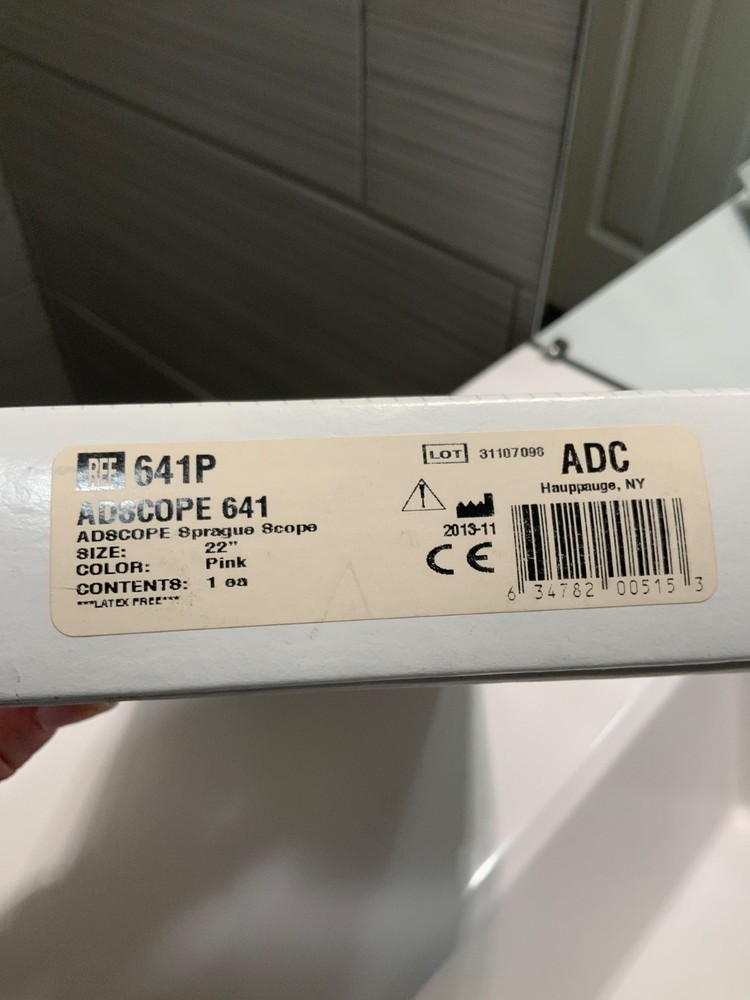 REF 641P
ADSCOPE 641
ADSCOPE Sprague Scope
SIZE: 22"
COLOR: Pink
CONTENTS: 1 ea
***LATEX FREE***
LOT 31107096
2013-11
CE
ADC
Hauppauge, NY
6 34782 00515 3